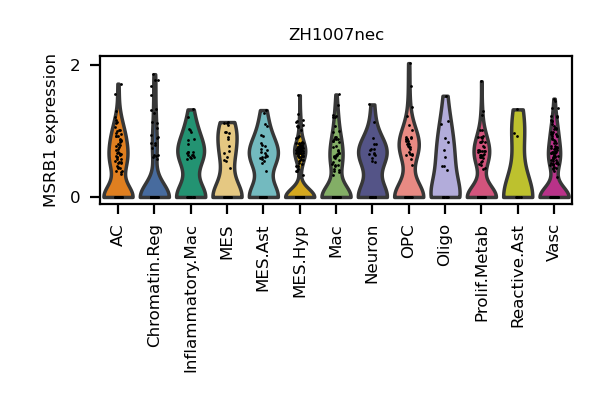 ZH1007nec
MSRB1 expression
2
0
AC
Chromatin.Reg
Inflammatory.Mac
MES
MES.Ast
MES.Hyp
Mac
Neuron
OPC
Oligo
Prolif.Metab
Reactive.Ast
Vasc